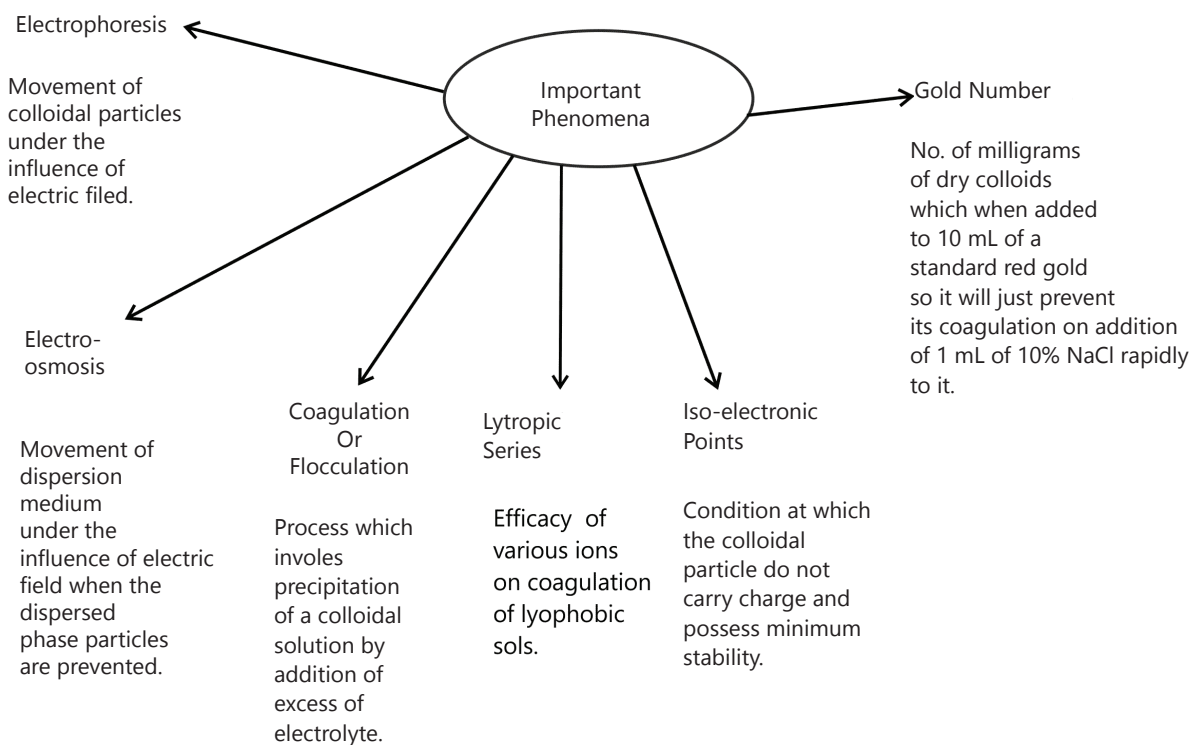 Important
Phenomena
Electrophoresis
Movement of
colloidal particles
under the
influence of
electric filed.
Electro-
osmosis
Movement of
dispersion
medium
under the
influence of electric
field when the
dispersed
phase particles
are prevented.
Coagulation
Or
Flocculation
Process which
involes
precipitation
of a colloidal
solution by
addition of
excess of
electrolyte.
Lytropic
Series
Efficacy of
various ions
on coagulation
of lyophobic
sols.
Iso-electronic
Points
Condition at which
the colloidal
particle do not
carry charge and
possess minimum
stability.
Gold Number
No. of milligrams
of dry colloids
which when added
to 10 mL of a
standard red gold
so it will just prevent
its coagulation on addition
of 1 mL of 10% NaCl rapidly
to it.